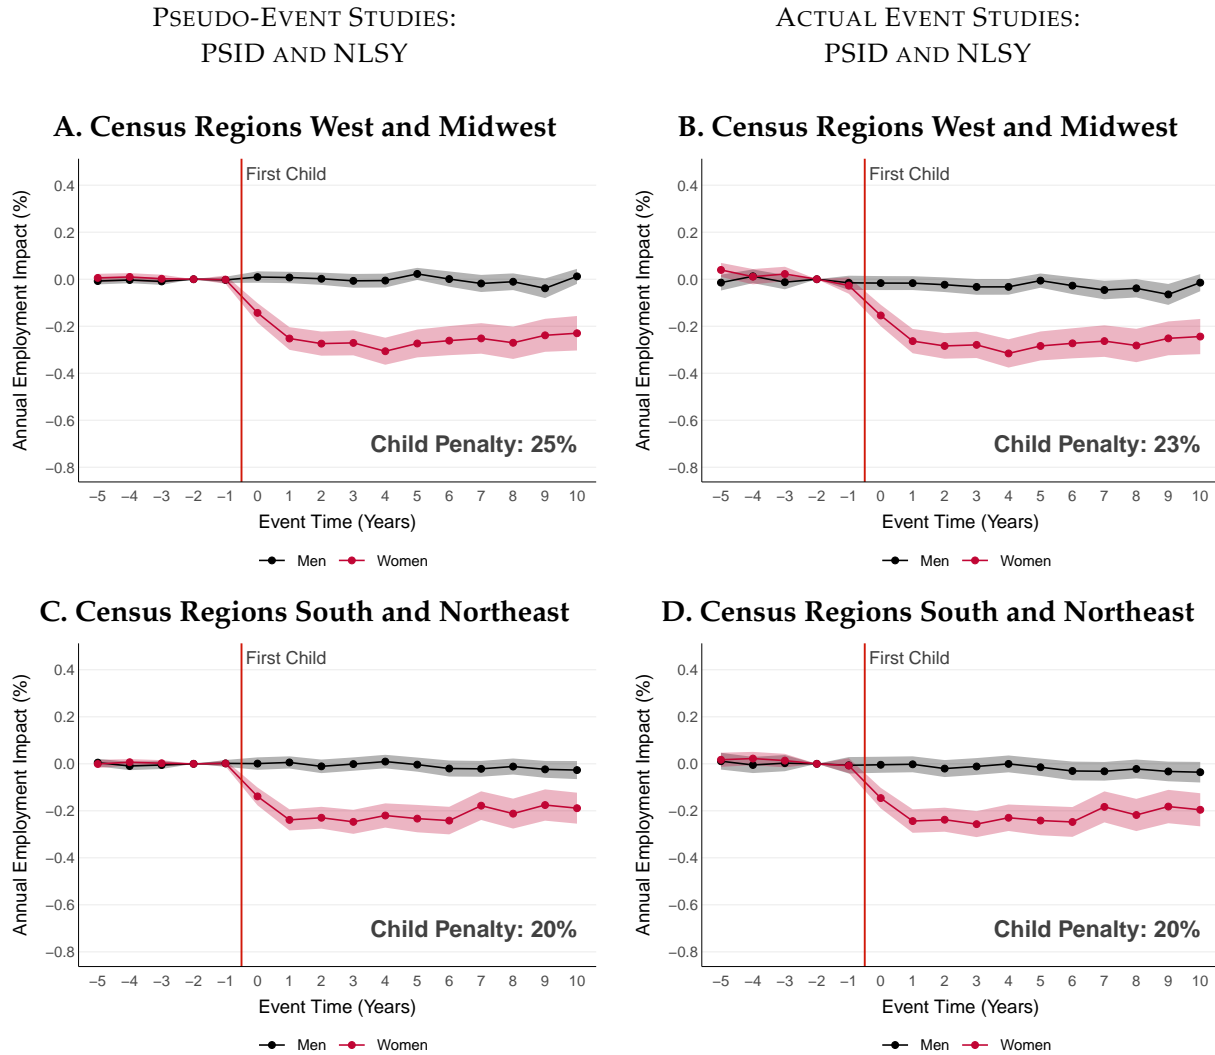 PSEUDO-EVENT STUDIES:
PSID AND NLSY
ACTUAL EVENT STUDIES:
PSID AND NLSY
A. Census Regions West and Midwest
First Child
Annual Employment Impact (%)
0.4
0.2
0.0
−0.2
−0.4
−0.6
−0.8
Child Penalty: 25%
−5 −4 −3 −2 −1 0 1 2 3 4 5 6 7 8 9 10
Event Time (Years)
Men Women
B. Census Regions West and Midwest
First Child
Annual Employment Impact (%)
0.4
0.2
0.0
−0.2
−0.4
−0.6
−0.8
Child Penalty: 23%
−5 −4 −3 −2 −1 0 1 2 3 4 5 6 7 8 9 10
Event Time (Years)
Men Women
C. Census Regions South and Northeast
First Child
Annual Employment Impact (%)
0.4
0.2
0.0
−0.2
−0.4
−0.6
−0.8
Child Penalty: 20%
−5 −4 −3 −2 −1 0 1 2 3 4 5 6 7 8 9 10
Event Time (Years)
Men Women
D. Census Regions South and Northeast
First Child
Annual Employment Impact (%)
0.4
0.2
0.0
−0.2
−0.4
−0.6
−0.8
Child Penalty: 20%
−5 −4 −3 −2 −1 0 1 2 3 4 5 6 7 8 9 10
Event Time (Years)
Men Women